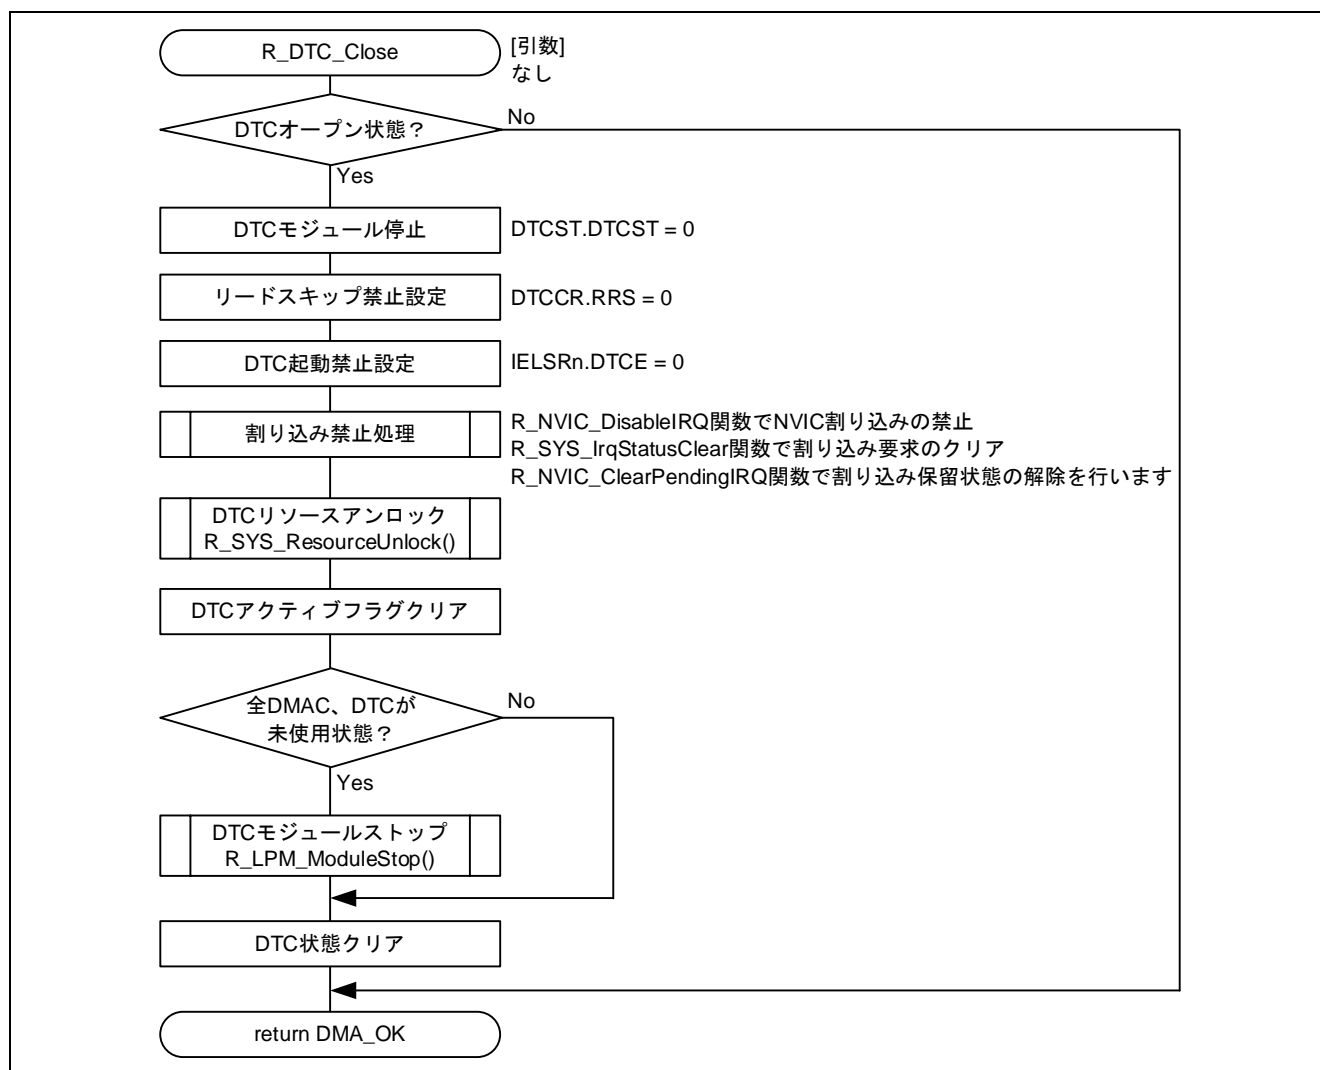 R_DTC_Close
[引数]
なし
DTCオープン状態？
No
Yes
DTCモジュール停止
DTCST.DTCST = 0
リードスキップ禁止設定
DTCCR.RRS = 0
DTC起動禁止設定
IELSRn.DTCE = 0
割り込み禁止処理
R_NVIC_DisableIRQ関数でNVIC割り込みの禁止
R_SYS_IrqStatusClear関数で割り込み要求のクリア
R_NVIC_ClearPendingIRQ関数で割り込み保留状態の解除を行います
DTCリソースアンロック
R_SYS_ResourceUnlock()
DTCアクティブフラグクリア
全DMAC、DTCが
未使用状態？
No
Yes
DTCモジュールストップ
R_LPM_ModuleStop()
DTC状態クリア
return DMA_OK